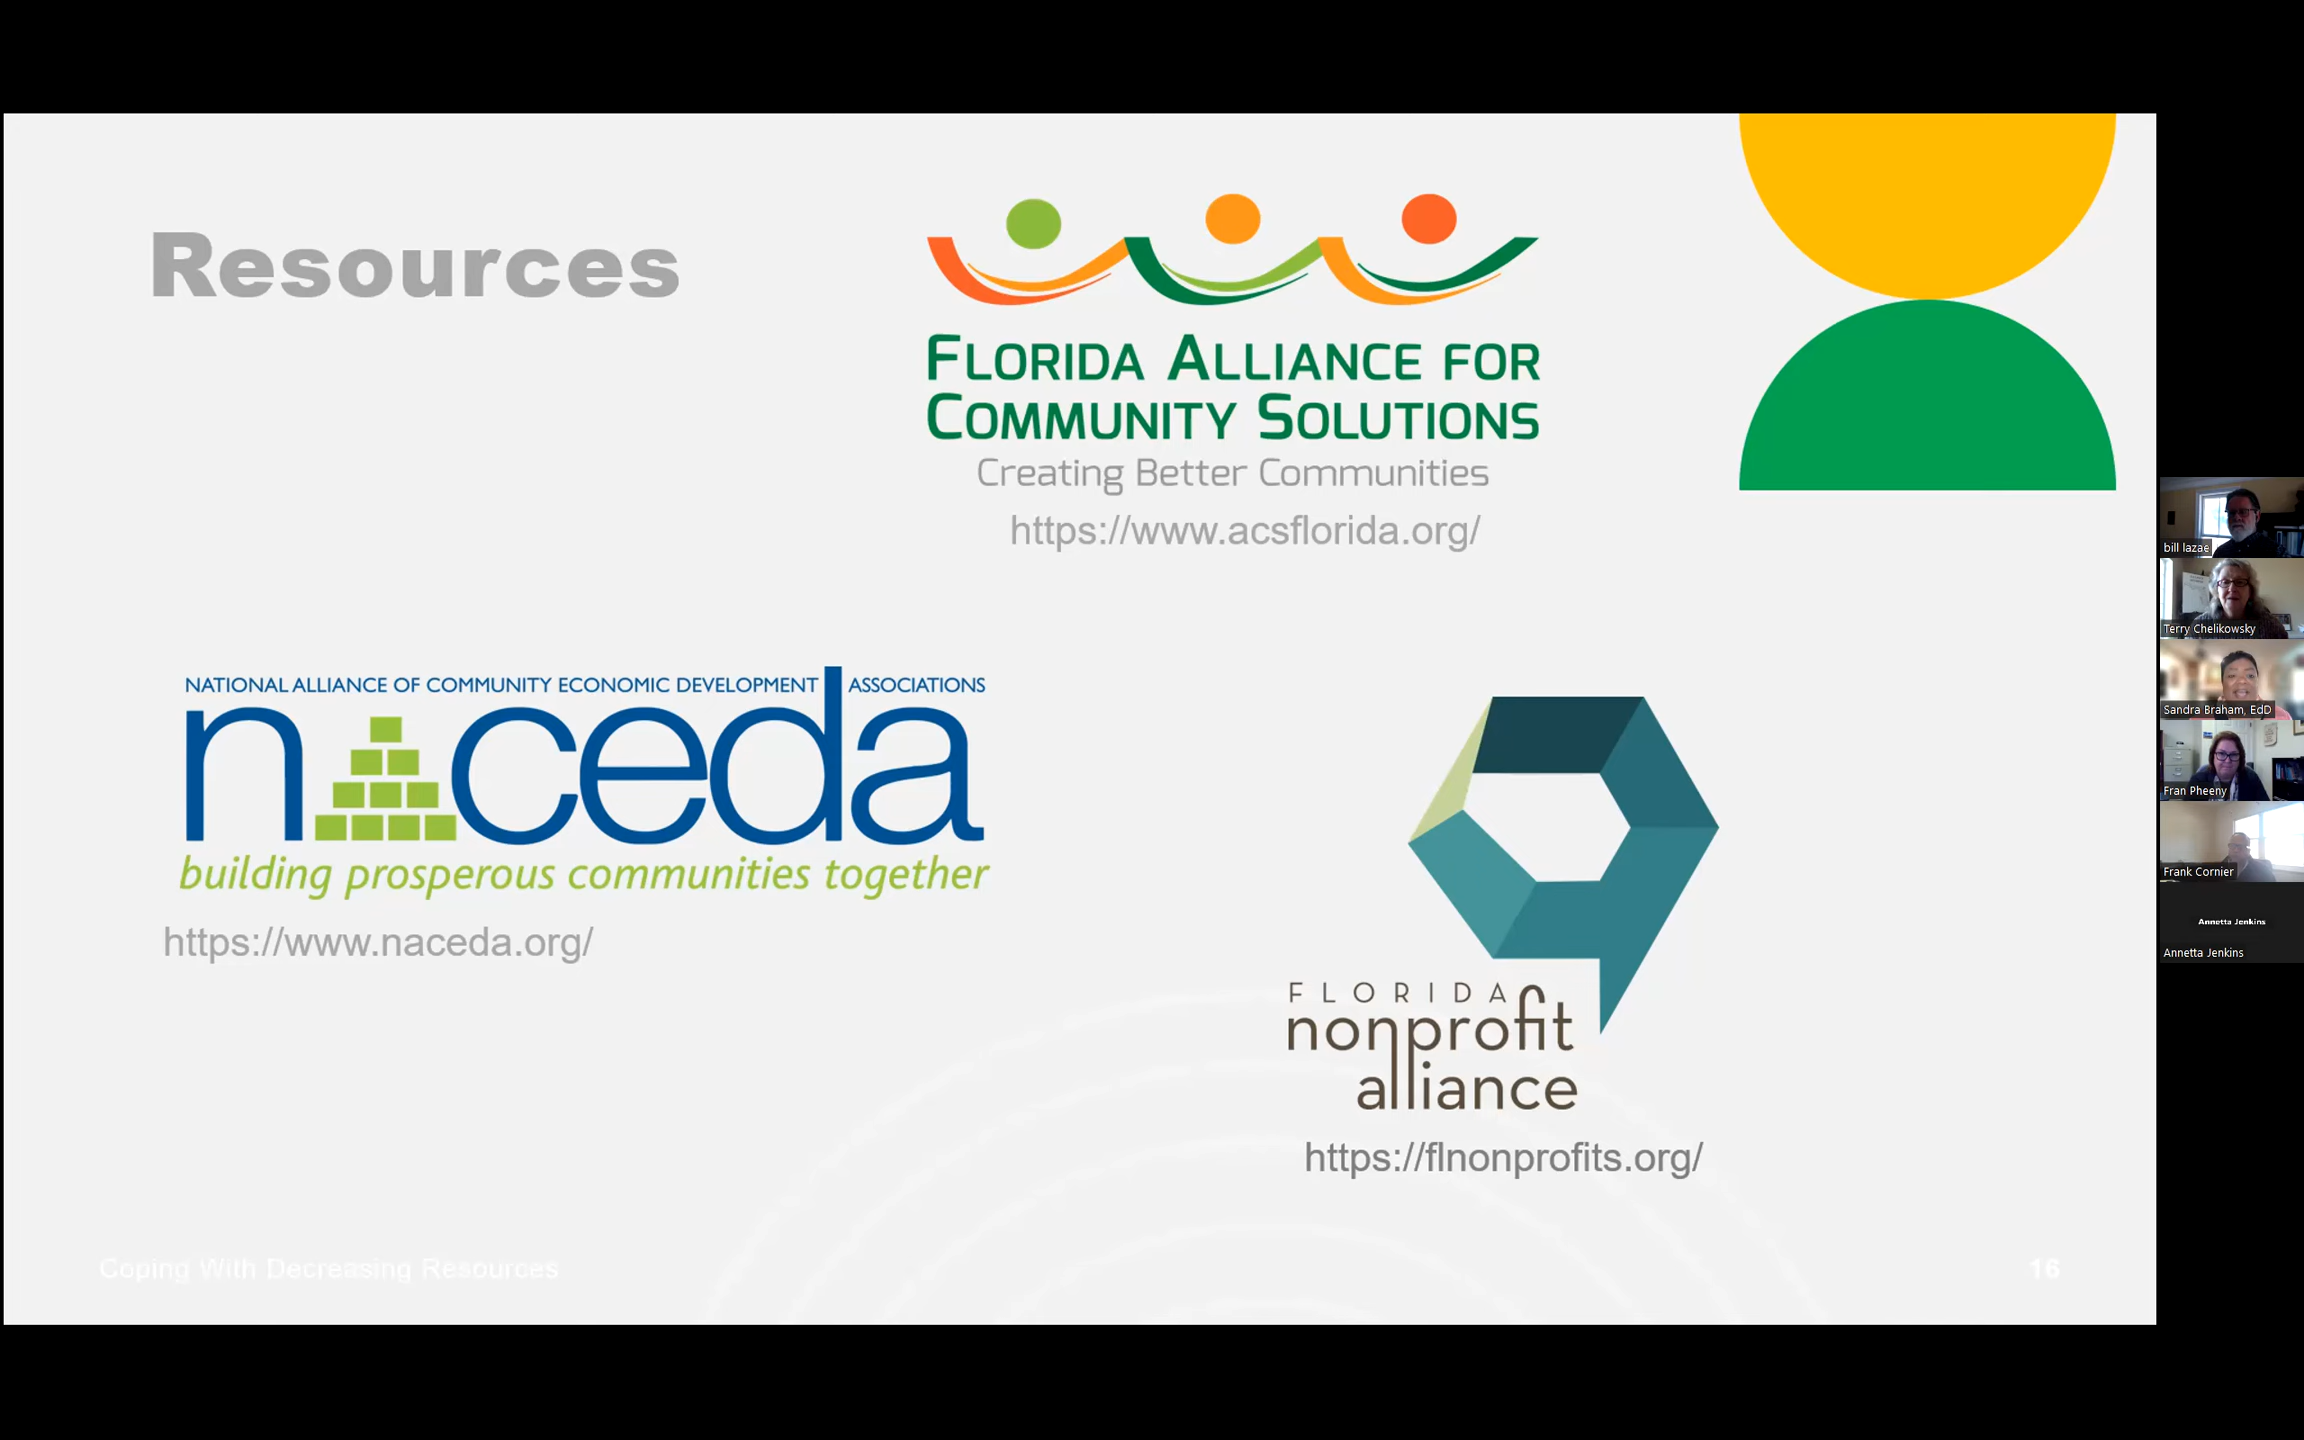 Resources
FLORIDA ALLIANCE FOR
COMMUNITY SOLUTIONS
Creating Better Communities
https://www.acsflorida.org/
NATIONAL ALLIANCE OF COMMUNITY ECONOMIC DEVELOPMENT ASSOCIATIONS
naceda
building prosperous communities together
https://www.naceda.org/
FLORIDA
nonprofit
alliance
https://flnonprofits.org/
Coping With Decreasing Resources
16
bill lazae
Terry Chelikowsky
Sandra Braham, EdD
Fran Pheeny
Frank Cornier
Annetta Jenkins
Annetta Jenkins